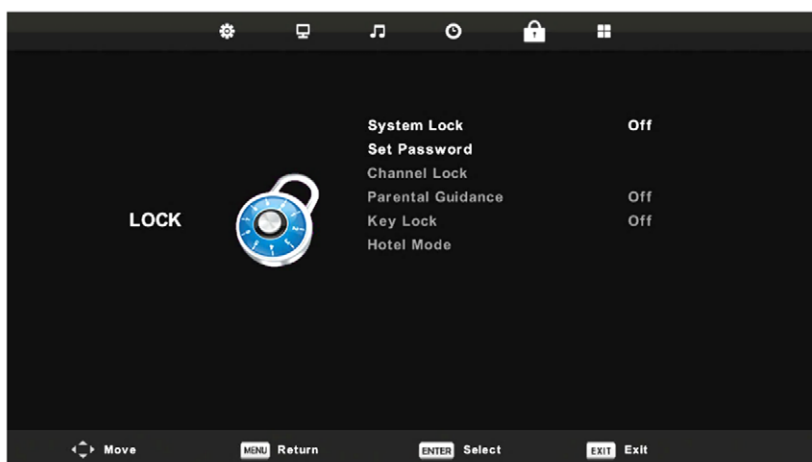 System Lock Off
Set Password
Channel Lock
Parental Guidance Off
Key Lock Off
Hotel Mode
LOCK
Move MENU Return ENTER Select EXIT Exit